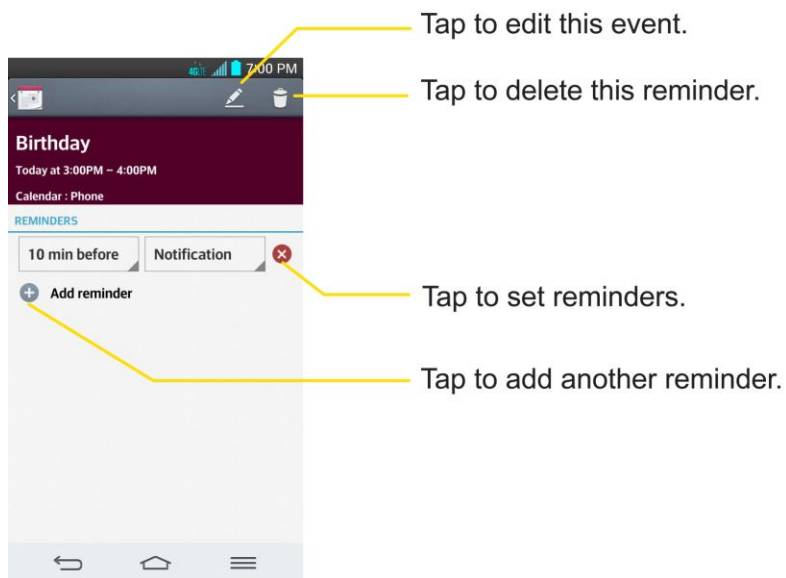 Tap to edit this event.
4G LTE 7:00 PM
Tap to delete this reminder.
Birthday
Today at 3:00PM – 4:00PM
Calendar : Phone
REMINDERS
10 min before Notification
Add reminder
Tap to set reminders.
Tap to add another reminder.